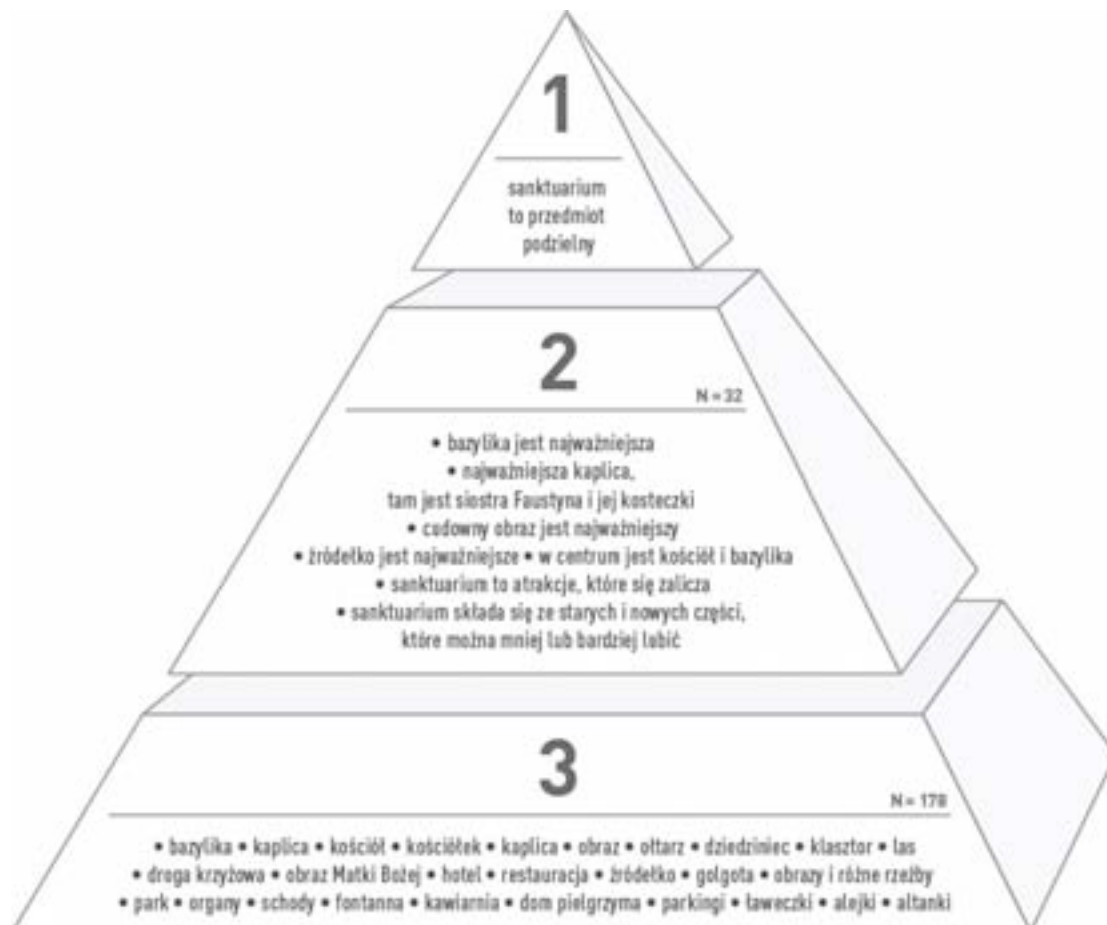 1
sanktuarium
to przedmiot
podzielny
2
N = 32
• bazylika jest najważniejsza
• najważniejsza kaplica,
tam jest siostra Faustyna i jej kosteczki
• cudowny obraz jest najważniejszy
• źródełko jest najważniejsze • w centrum jest kościół i bazylika
• sanktuarium to atrakcje, które się zalicza
• sanktuarium składa się ze starych i nowych części,
które można mniej lub bardziej lubić
3
N = 178
• bazylika • kaplica • kościół • kościółek • kaplica • obraz • ołtarz • dziedziniec • klasztor • las
• droga krzyżowa • obraz Matki Bożej • hotel • restauracja • źródełko • golgota • obrazy i różne rzeźby
• park • organy • schody • fontanna • kawiarnia • dom pielgrzyma • parkingi • ławeczki • alejki • altanki